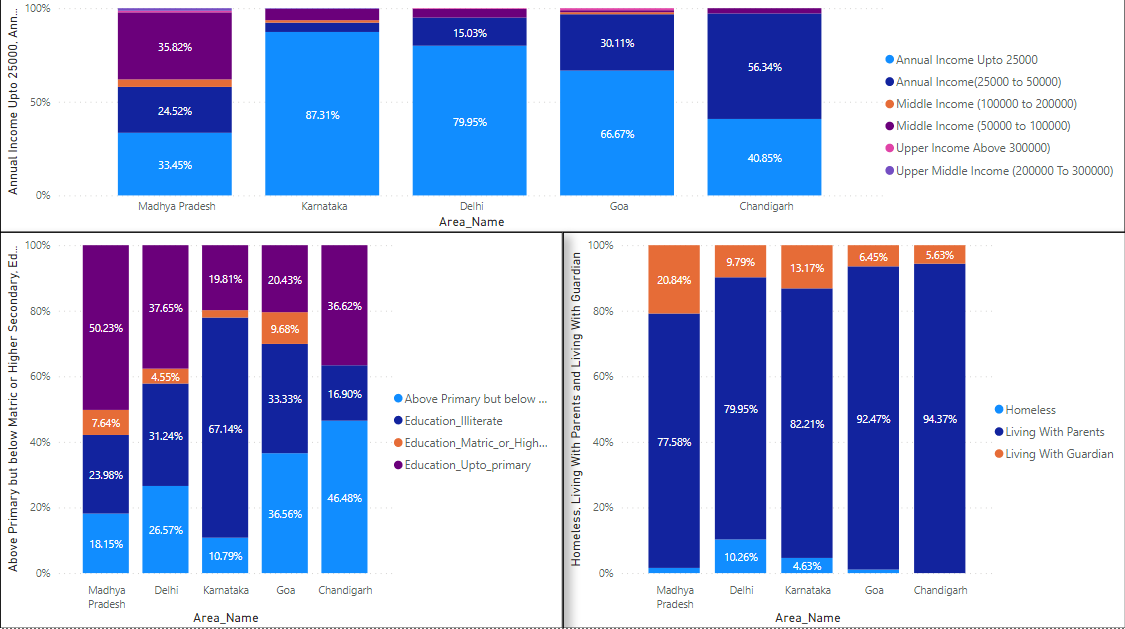 Annual Income Upto 25000, Ann...
100%
50%
0%
35.82%
24.52%
33.45%
87.31%
15.03%
79.95%
30.11%
66.67%
56.34%
40.85%
Madhya Pradesh
Karnataka
Delhi
Goa
Chandigarh
Area_Name
Annual Income Upto 25000
Annual Income(25000 to 50000)
Middle Income (100000 to 200000)
Middle Income (50000 to 100000)
Upper Income Above 300000)
Upper Middle Income (200000 To 300000)
Above Primary but below Matric or Higher Secondary, Ed...
100%
80%
60%
40%
20%
0%
50.23%
7.64%
23.98%
18.15%
37.65%
4.55%
31.24%
26.57%
19.81%
67.14%
10.79%
20.43%
9.68%
33.33%
36.56%
36.62%
16.90%
46.48%
Madhya
Pradesh
Delhi
Karnataka
Goa
Chandigarh
Area_Name
Above Primary but below ...
Education_Illiterate
Education_Matric_or_High...
Education_Upto_primary
Homeless, Living With Parents and Living With Guardian
100%
80%
60%
40%
20%
0%
20.84%
77.58%
9.79%
79.95%
10.26%
13.17%
82.21%
4.63%
6.45%
92.47%
5.63%
94.37%
Madhya
Pradesh
Delhi
Karnataka
Goa
Chandigarh
Area_Name
Homeless
Living With Parents
Living With Guardian